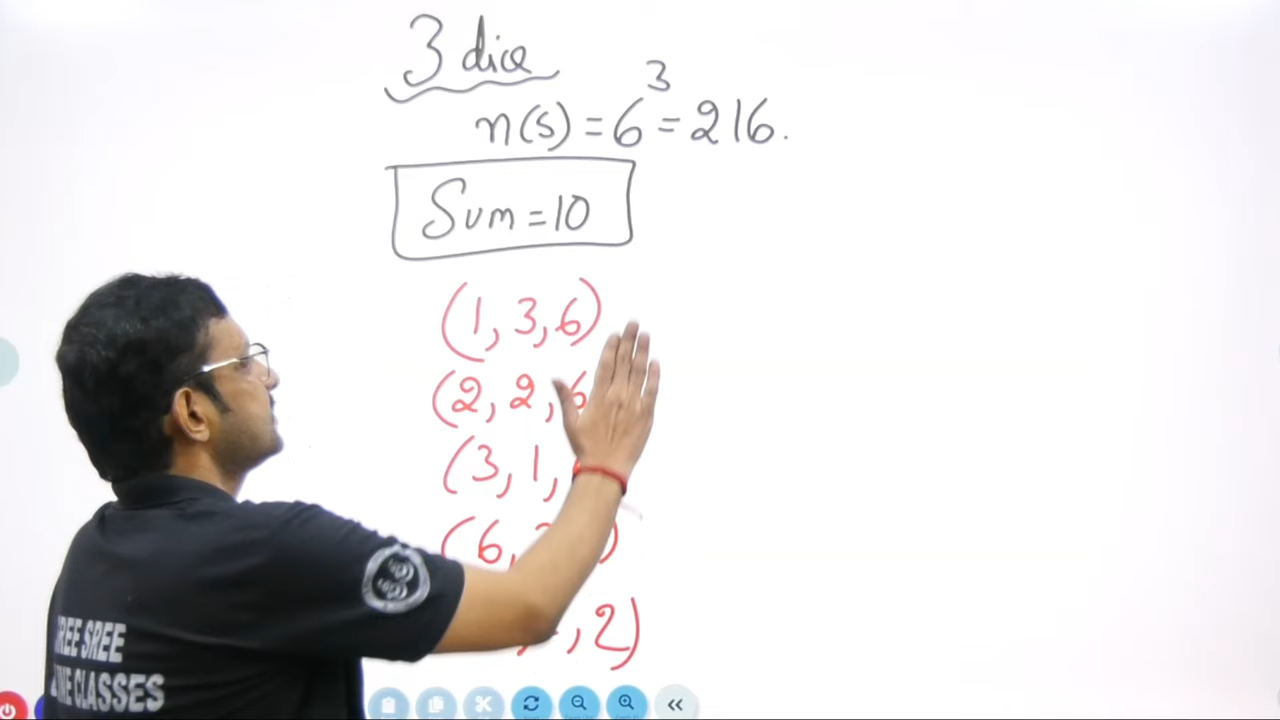 3 dice
n(s) = 6³ = 216.
Sum = 10
(1, 3, 6)
(2, 2, 6
(3, 1,
(6,
, 2)
REE SREE
INE CLASSES